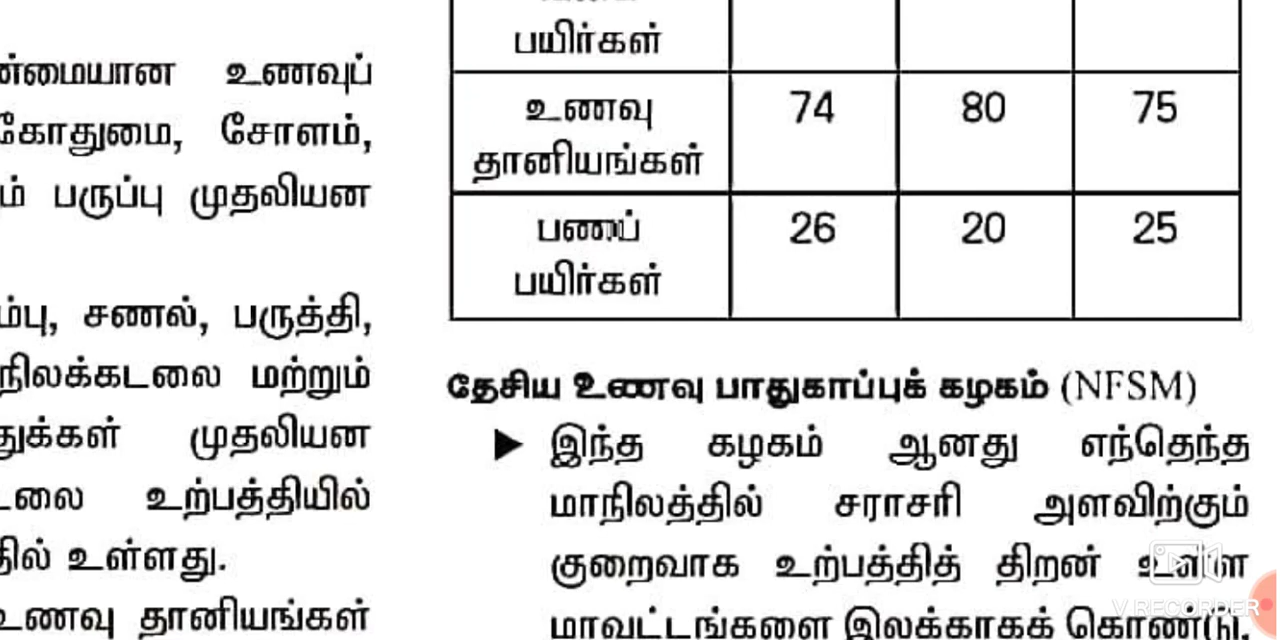 ன்மையான உணவுப்
கோதுமை, சோளம்,
ம் பருப்பு முதலியன
ம்பு, சணல், பருத்தி,
நிலக்கடலை மற்றும்
துக்கள் முதலியன
டலை உற்பத்தியில்
தில் உள்ளது.
உணவு தானியங்கள்
பயிர்கள்
உணவு 74 80 75
தானியங்கள்
பணப் 26 20 25
பயிர்கள்
தேசிய உணவு பாதுகாப்புக் கழகம் (NFSM)
▶ இந்த கழகம் ஆனது எந்தெந்த
மாநிலத்தில் சராசரி அளவிற்கும்
குறைவாக உற்பத்தித் திறன் உள்ள
மாவட்டங்களை இலக்காகக் கொண்டு,
V RECORDER